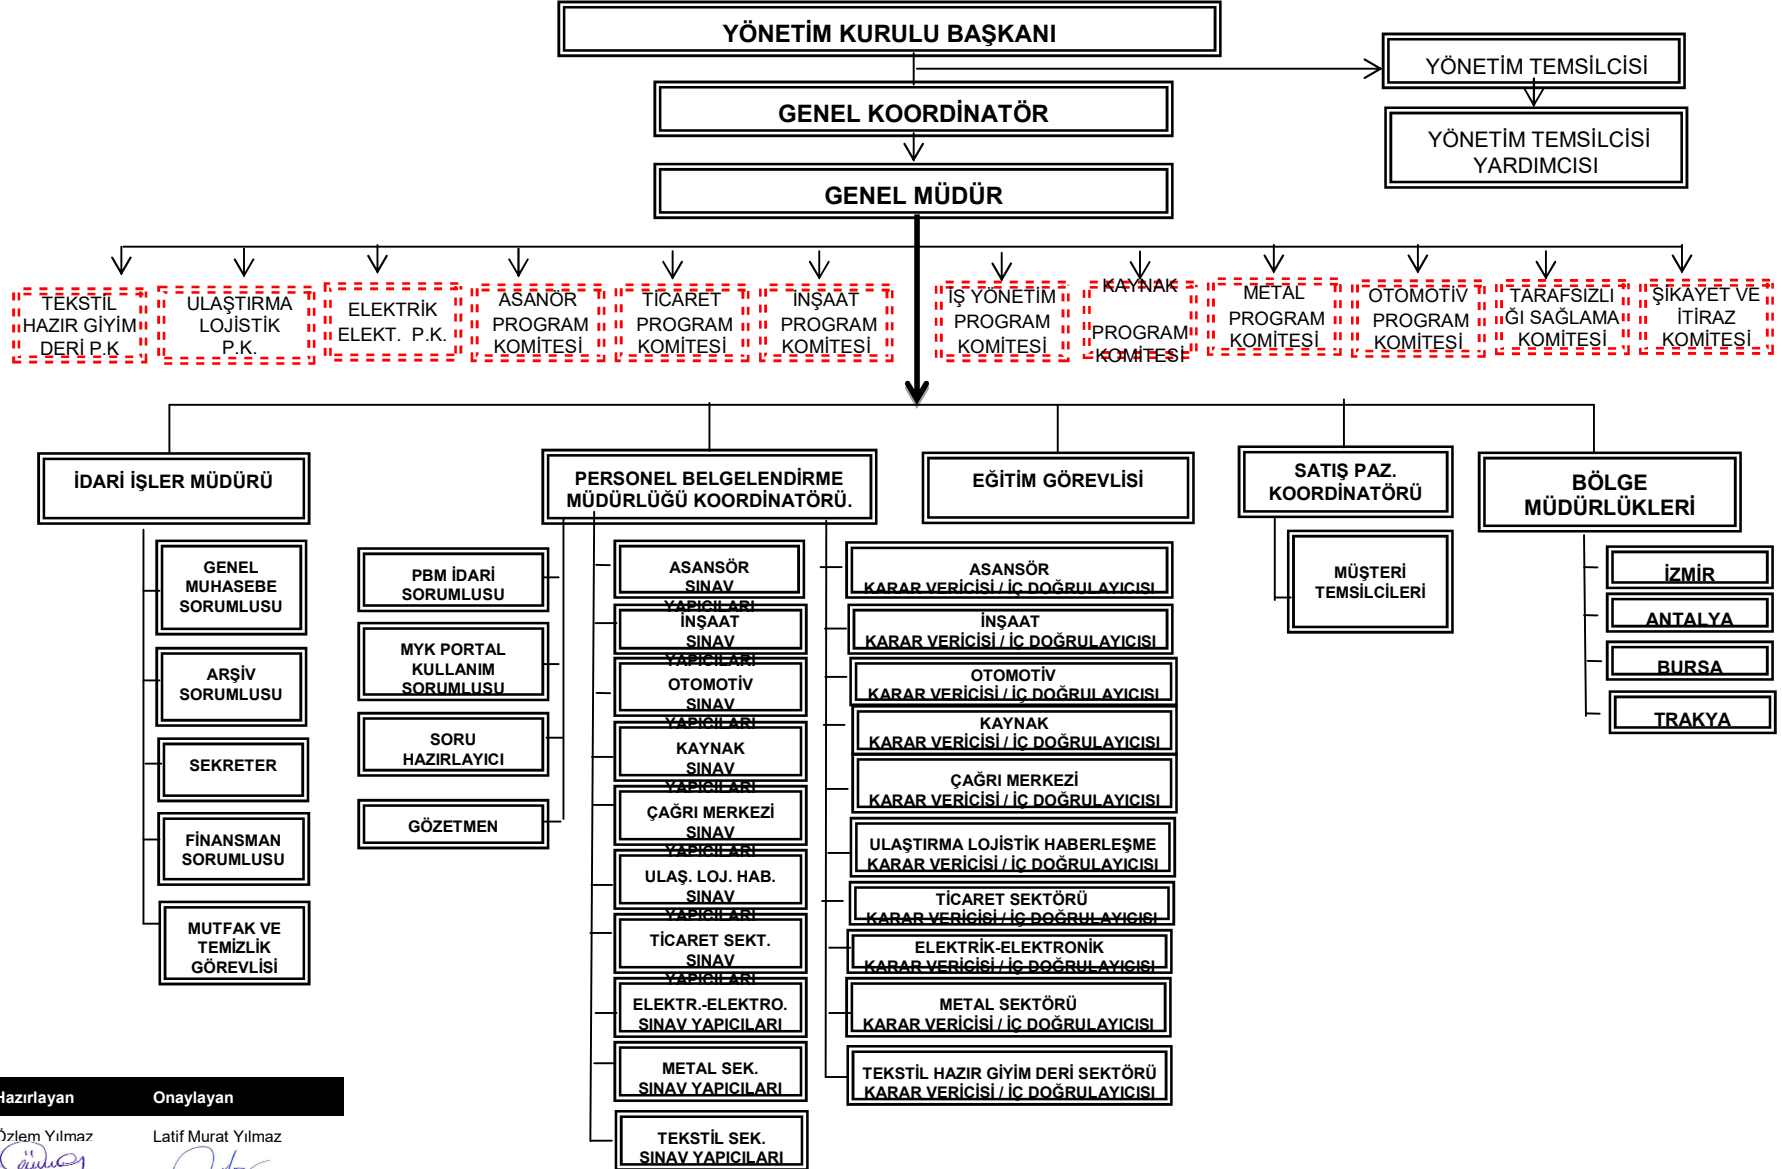 YÖNETİM KURULU BAŞKANI
YÖNETİM TEMSİLCİSİ
GENEL KOORDİNATÖR
YÖNETİM TEMSİLCİSİ
YARDIMCISI
GENEL MÜDÜR
TEKSTİL
HAZIR GİYİM
DERİ P.K
ULAŞTIRMA
LOJİSTİK
P.K.
ELEKTRİK
ELEKT. P.K.
ASANÖR
PROGRAM
KOMİTESİ
TİCARET
PROGRAM
KOMİTESİ
İNŞAAT
PROGRAM
KOMİTESİ
İŞ YÖNETİM
PROGRAM
KOMİTESİ
KAYNAK
PROGRAM
KOMİTESİ
METAL
PROGRAM
KOMİTESİ
OTOMOTİV
PROGRAM
KOMİTESİ
TARAFSIZLI
ĞI SAĞLAMA
KOMİTESİ
ŞİKAYET VE
İTİRAZ
KOMİTESİ
İDARİ İŞLER MÜDÜRÜ
PERSONEL BELGELENDİRME
MÜDÜRLÜĞÜ KOORDİNATÖRÜ.
EĞİTİM GÖREVLİSİ
SATIŞ PAZ.
KOORDİNATÖRÜ
BÖLGE
MÜDÜRLÜKLERİ
GENEL
MUHASEBE
SORUMLUSU
ARŞİV
SORUMLUSU
SEKRETER
FİNANSMAN
SORUMLUSU
MUTFAK VE
TEMİZLİK
GÖREVLİSİ
PBM İDARİ
SORUMLUSU
MYK PORTAL
KULLANIM
SORUMLUSU
SORU
HAZIRLAYICI
GÖZETMEN
ASANSÖR
SINAV
YAPICILARI
İNŞAAT
SINAV
YAPICILARI
OTOMOTİV
SINAV
YAPICILARI
KAYNAK
SINAV
YAPICILARI
ÇAĞRI MERKEZİ
SINAV
YAPICILARI
ULAŞ. LOJ. HAB.
SINAV
YAPICILARI
TİCARET SEKT.
SINAV
YAPICILARI
ELEKTR.-ELEKTRO.
SINAV YAPICILARI
METAL SEK.
SINAV YAPICILARI
TEKSTİL SEK.
SINAV YAPICILARI
ASANSÖR
KARAR VERİCİSİ / İÇ DOĞRULAYICISI
İNŞAAT
KARAR VERİCİSİ / İÇ DOĞRULAYICISI
OTOMOTİV
KARAR VERİCİSİ / İÇ DOĞRULAYICISI
KAYNAK
KARAR VERİCİSİ / İÇ DOĞRULAYICISI
ÇAĞRI MERKEZİ
KARAR VERİCİSİ / İÇ DOĞRULAYICISI
ULAŞTIRMA LOJİSTİK HABERLEŞME
KARAR VERİCİSİ / İÇ DOĞRULAYICISI
TİCARET SEKTÖRÜ
KARAR VERİCİSİ / İÇ DOĞRULAYICISI
ELEKTRİK-ELEKTRONİK
KARAR VERİCİSİ / İÇ DOĞRULAYICISI
METAL SEKTÖRÜ
KARAR VERİCİSİ / İÇ DOĞRULAYICISI
TEKSTİL HAZIR GİYİM DERİ SEKTÖRÜ
KARAR VERİCİSİ / İÇ DOĞRULAYICISI
MÜŞTERİ
TEMSİLCİLERİ
İZMİR
ANTALYA
BURSA
TRAKYA
Hazırlayan Onaylayan
Özlem Yılmaz Latif Murat Yılmaz